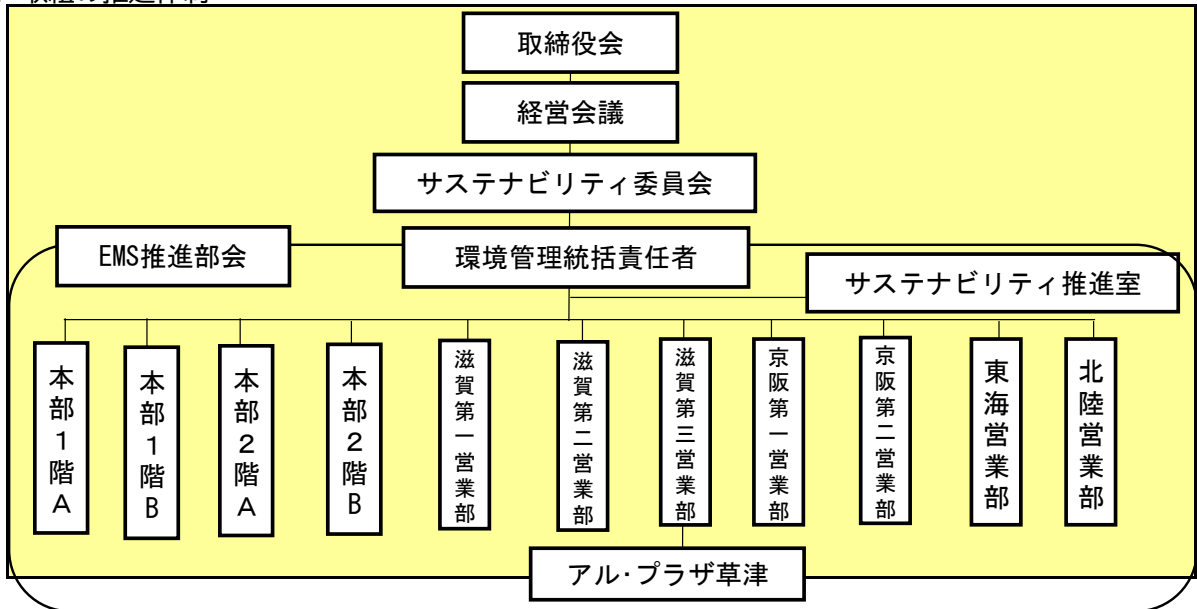 取締役会
経営会議
サステナビリティ委員会
EMS推進部会
環境管理統括責任者
サステナビリティ推進室
本部1階A
本部1階B
本部2階A
本部2階B
滋賀第一営業部
滋賀第二営業部
滋賀第三営業部
京阪第一営業部
京阪第二営業部
東海営業部
北陸営業部
アル・プラザ草津